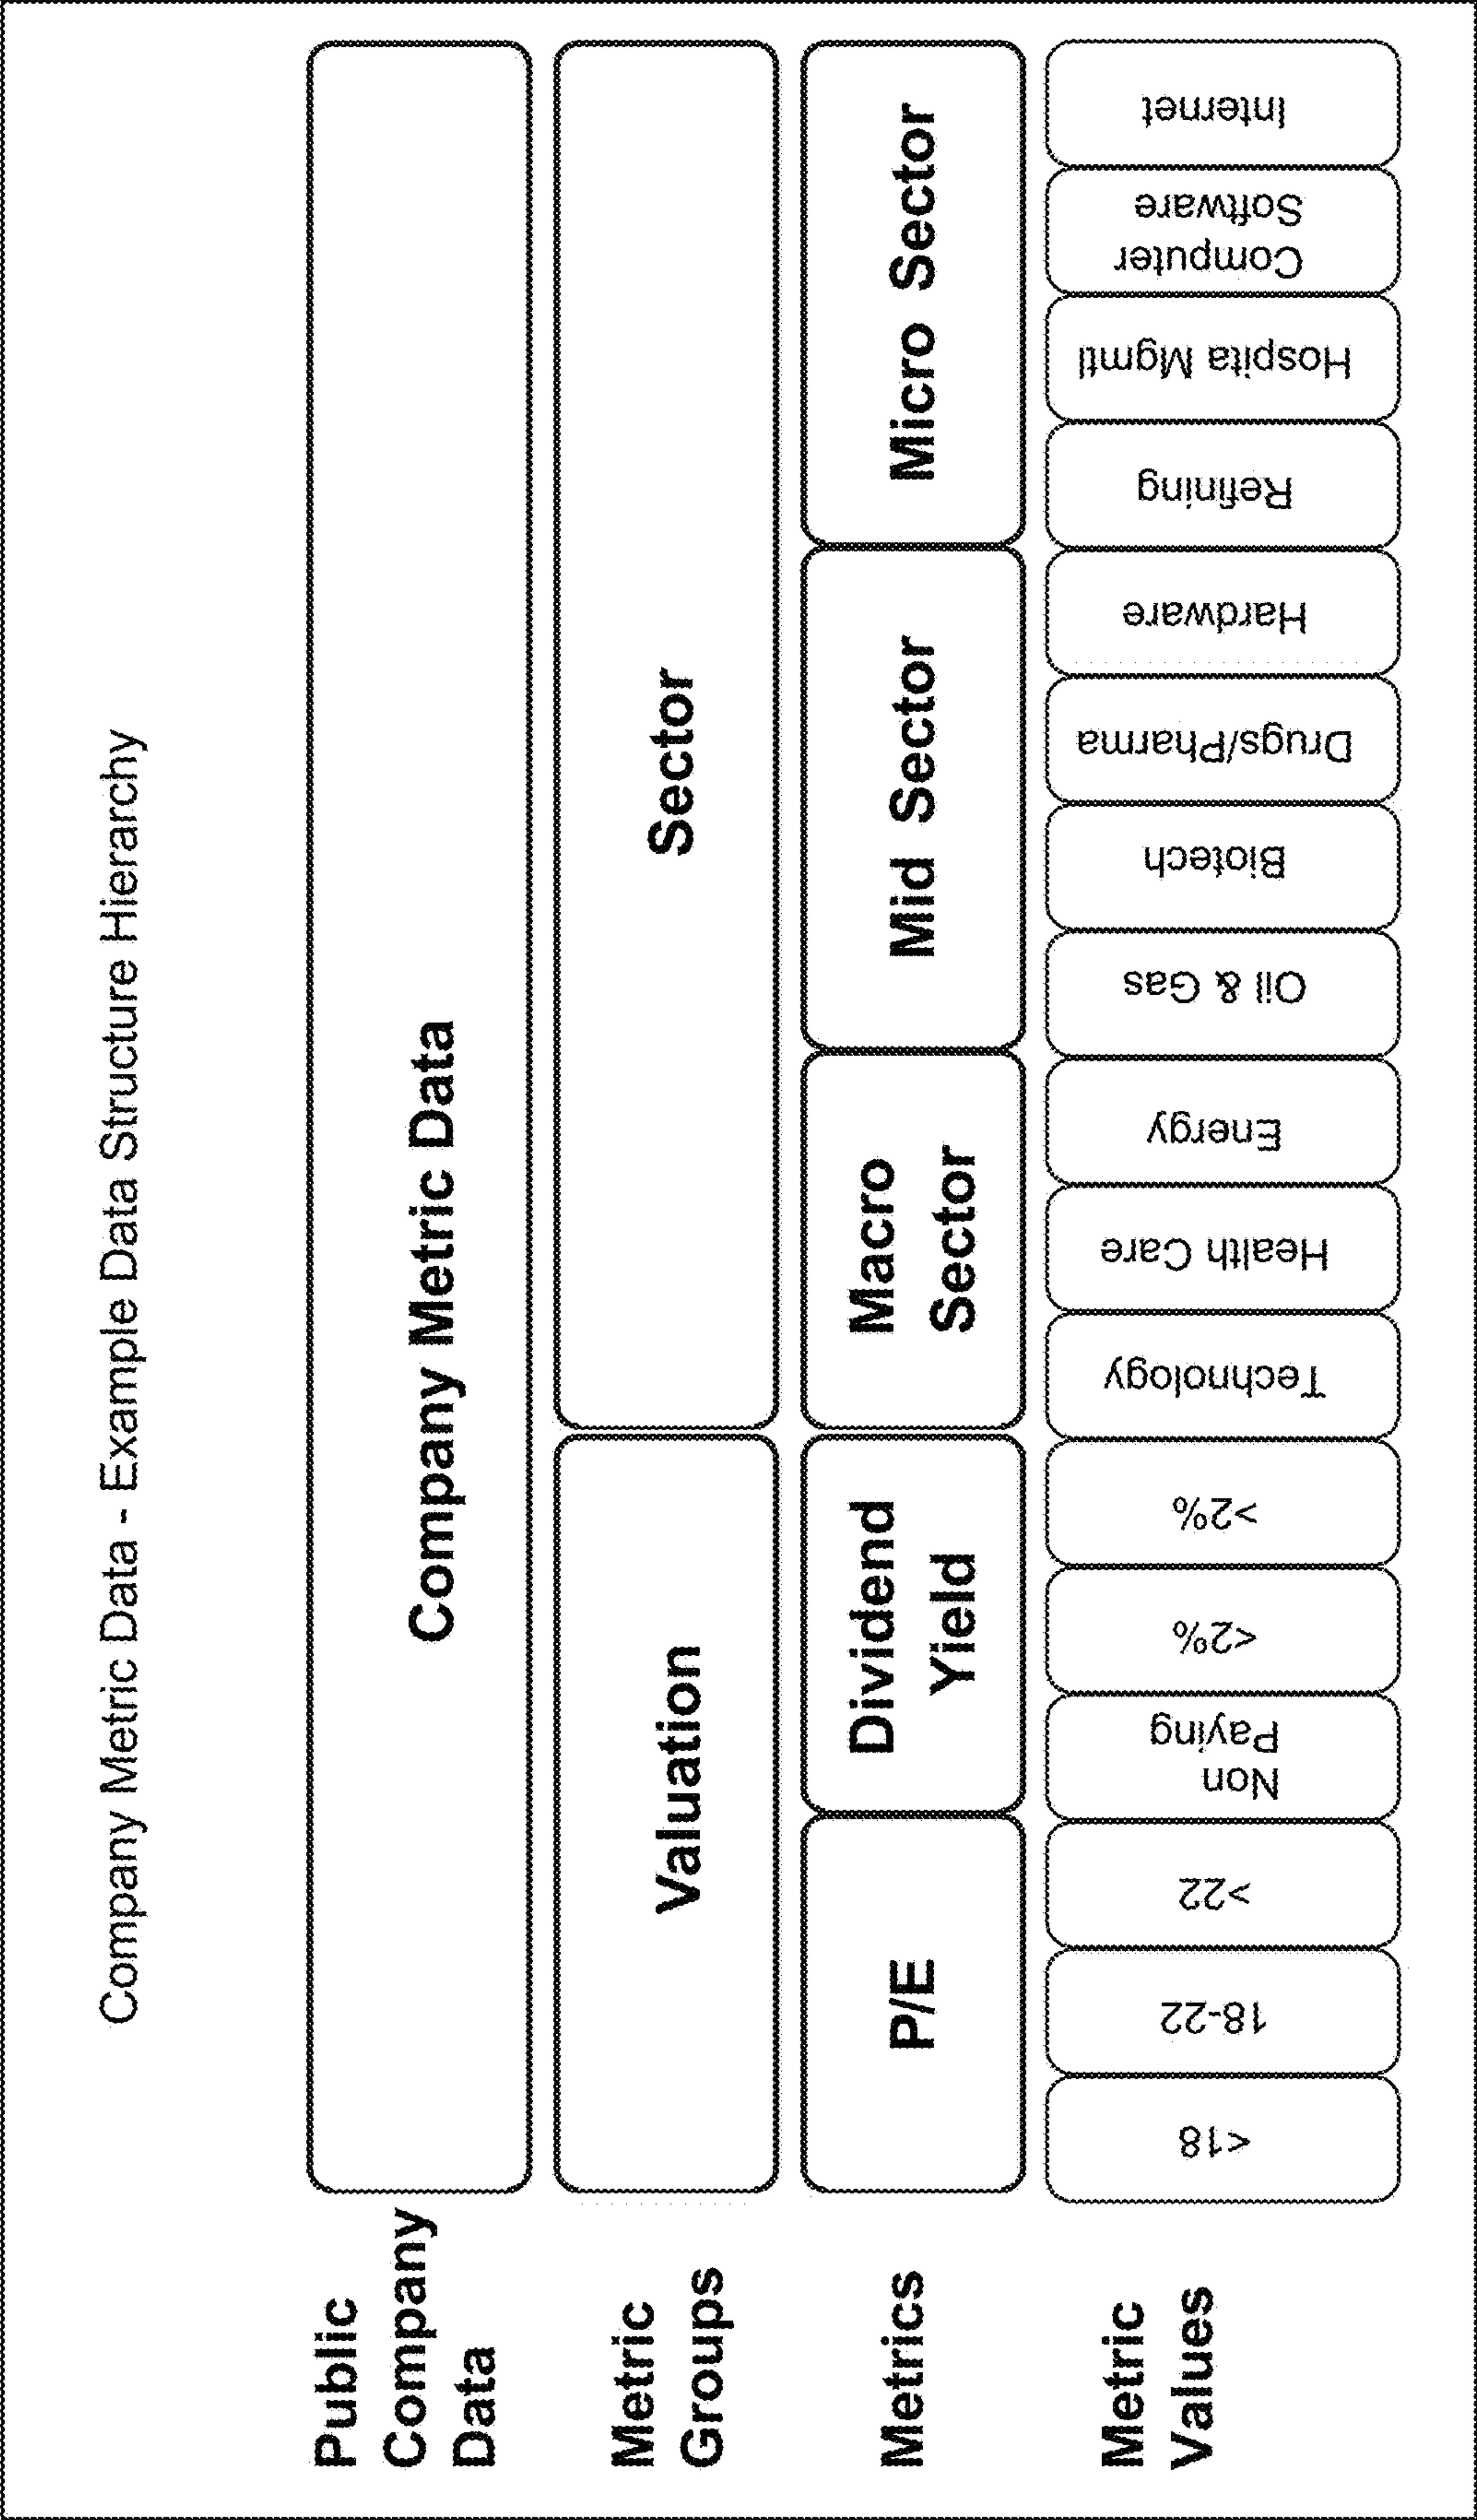 Company Metric Data - Example Data Structure Hierarchy
Public
Company
Data
Company Metric Data
Metric
Groups
Valuation
Sector
Metrics
P/E
Dividend
Yield
Macro
Sector
Mid Sector
Micro Sector
Metric
Values
<18
18-22
>22
Non
Paying
<2%
>2%
Technology
Health Care
Energy
Oil & Gas
Biotech
Drugs/Pharma
Hardware
Refining
Hospita Mgmtl
Computer
Software
Internet